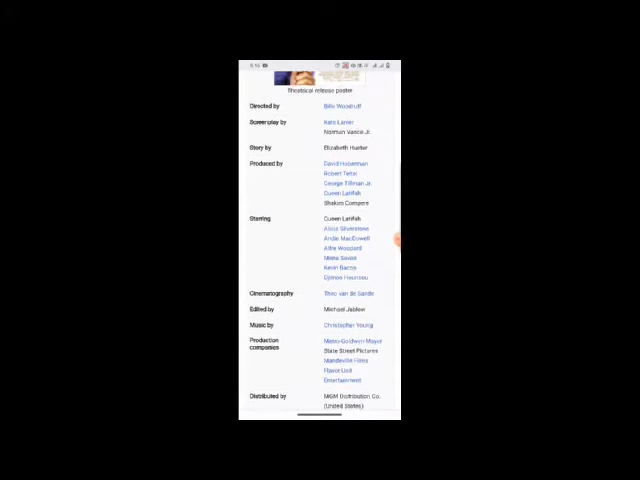 Theatrical release poster
Directed by Bille Woodruff
Screenplay by Kate Lanier
Norman Vance Jr.
Story by Elizabeth Hunter
Produced by David Hoberman
Robert Teitel
George Tillman Jr.
Queen Latifah
Shakim Compere
Starring Queen Latifah
Alicia Silverstone
Andie MacDowell
Alfre Woodard
Mena Suvari
Kevin Bacon
Djimon Hounsou
Cinematography Theo van de Sande
Edited by Michael Jablow
Music by Christopher Young
Production Metro-Goldwyn-Mayer
companies State Street Pictures
Mandeville Films
Flavor Unit
Entertainment
Distributed by MGM Distribution Co.
(United States)